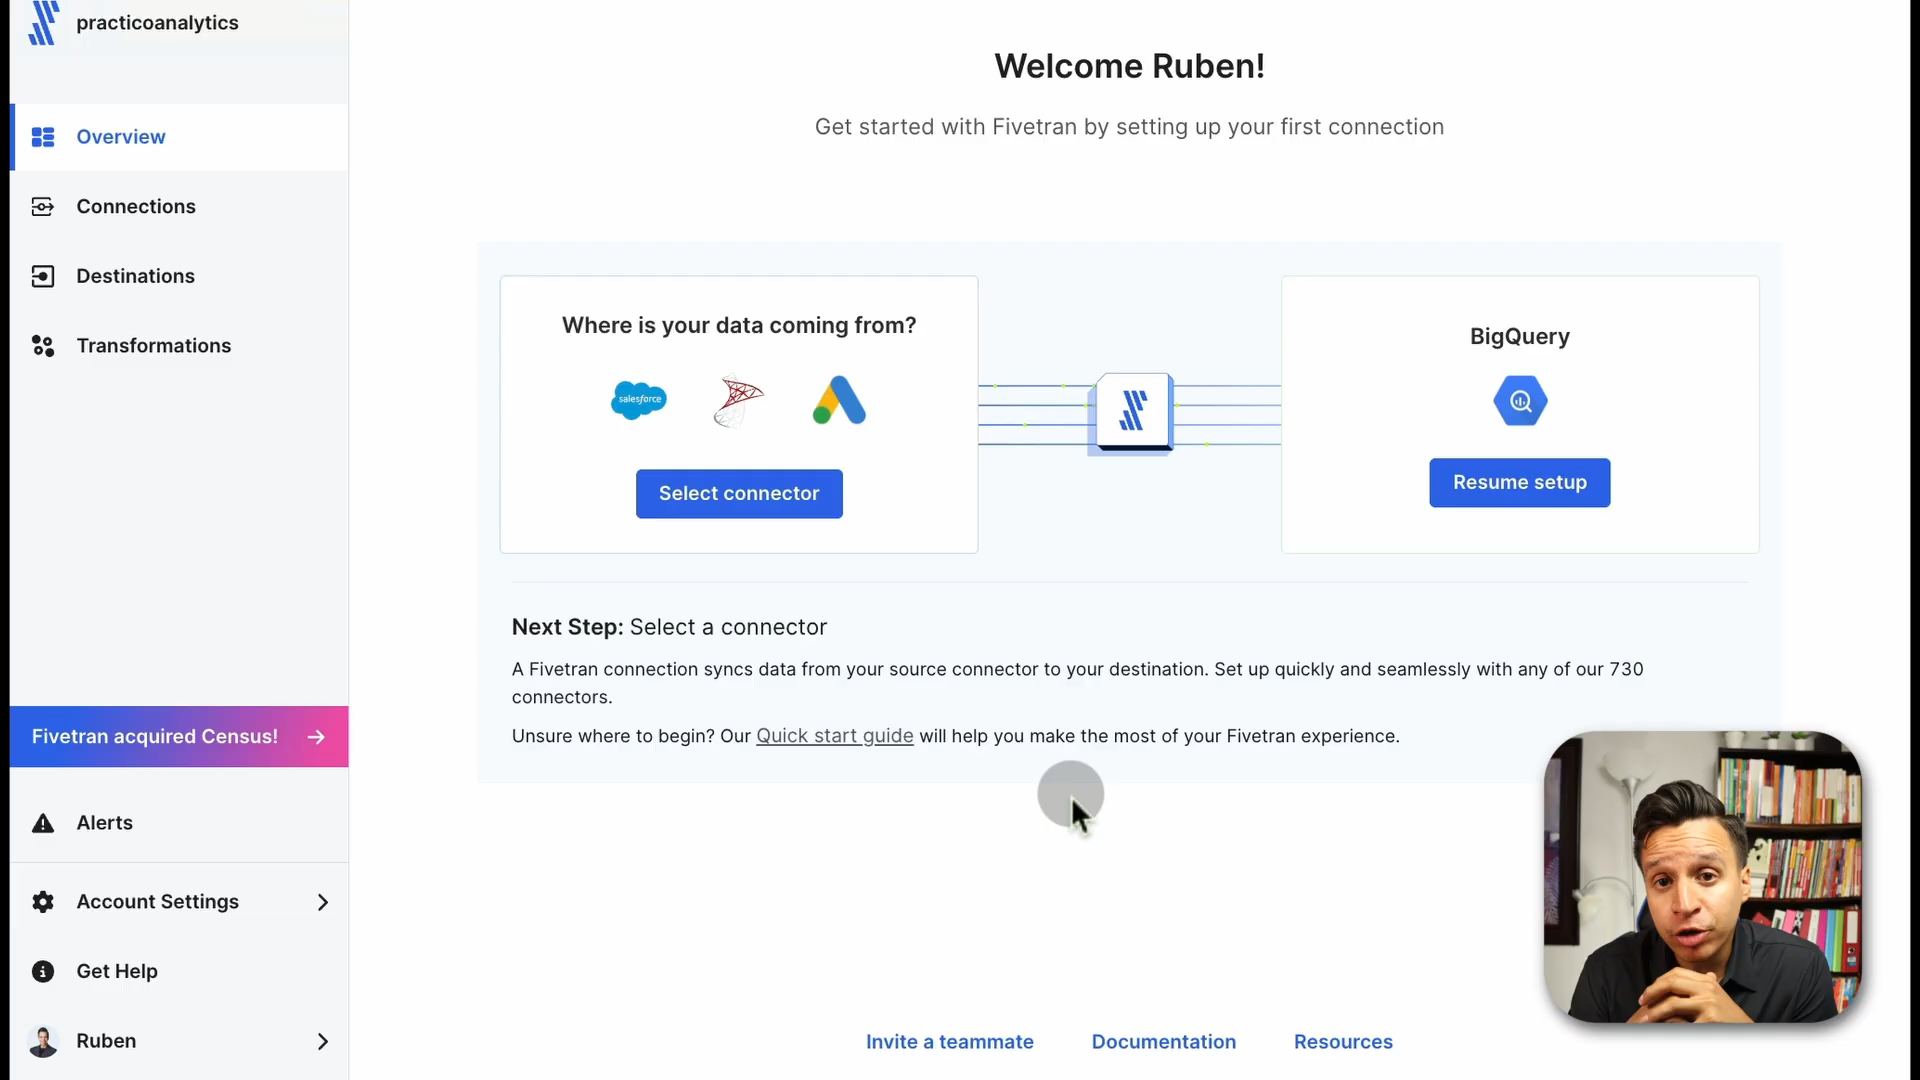 practicoanalytics
Overview
Connections
Destinations
Transformations
Fivetran acquired Census!
Alerts
Account Settings
Get Help
Ruben
Welcome Ruben!
Get started with Fivetran by setting up your first connection
Where is your data coming from?
salesforce
Select connector
BigQuery
Resume setup
Next Step: Select a connector
A Fivetran connection syncs data from your source connector to your destination. Set up quickly and seamlessly with any of our 730
connectors.
Unsure where to begin? Our Quick start guide will help you make the most of your Fivetran experience.
Invite a teammate
Documentation
Resources